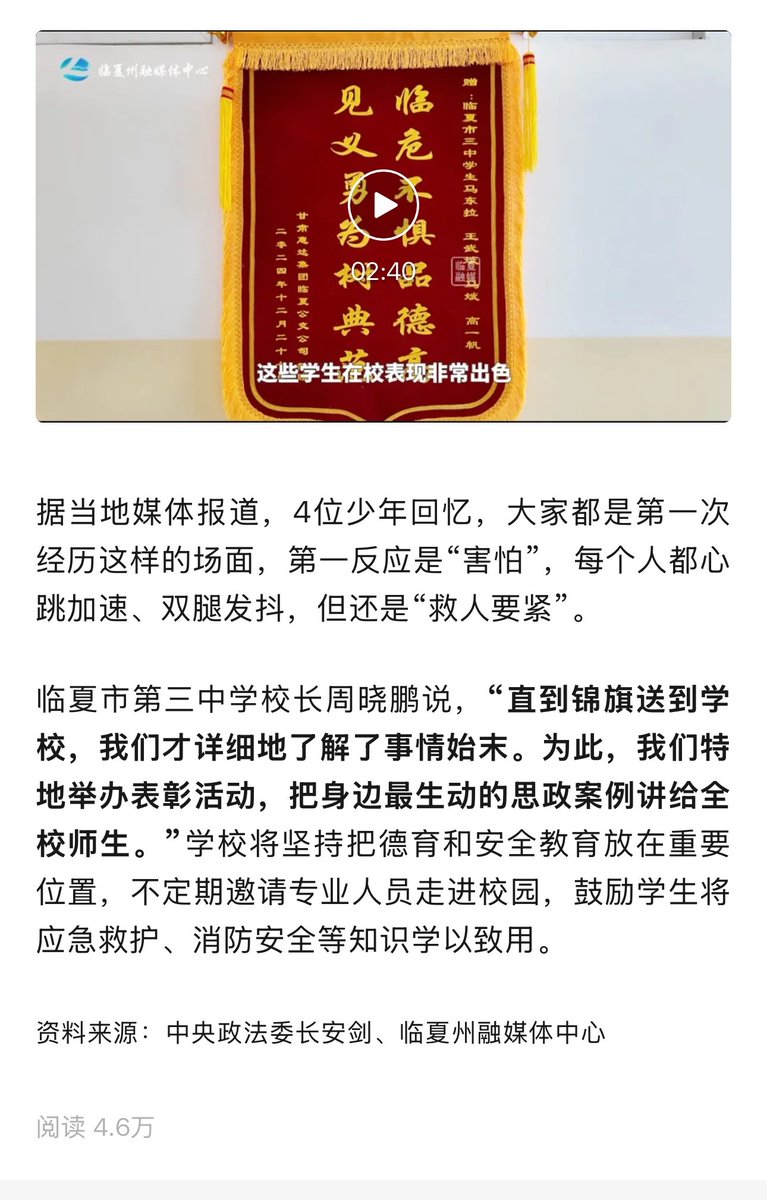 临夏州融媒体中心
赠：临夏市三中学生马东拉 王武 斌 高一帆
临危不惧品德高
见义勇为树典范
甘肃惠达集团临夏公交公司
二零二四年十二月二十
02:40
临夏
融媒
这些学生在校表现非常出色
据当地媒体报道，4位少年回忆，大家都是第一次
经历这样的场面，第一反应是“害怕”，每个人都心
跳加速、双腿发抖，但还是“救人要紧”。
临夏市第三中学校长周晓鹏说，“直到锦旗送到学
校，我们才详细地了解了事情始末。为此，我们特
地举办表彰活动，把身边最生动的思政案例讲给全
校师生。”学校将坚持把德育和安全教育放在重要
位置，不定期邀请专业人员走进校园，鼓励学生将
应急救护、消防安全等知识学以致用。
资料来源：中央政法委长安剑、临夏州融媒体中心
阅读 4.6万